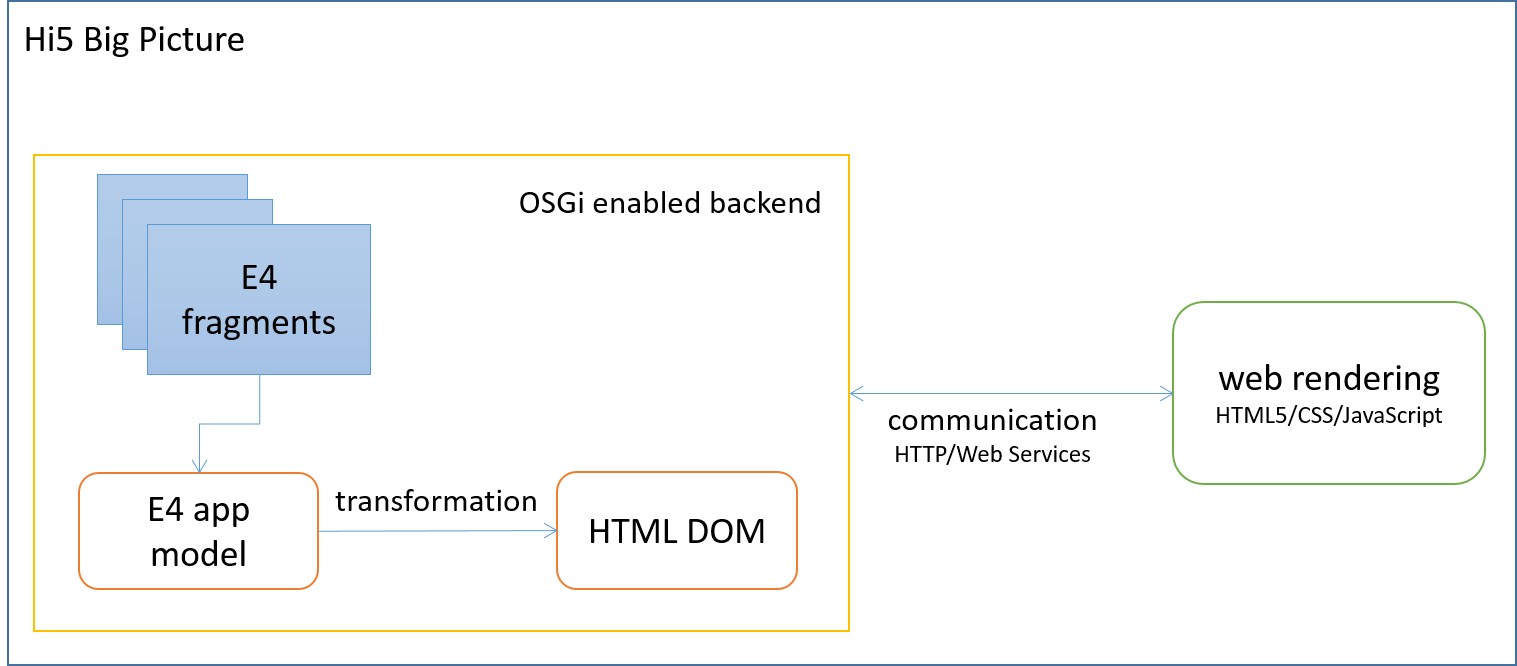 Hi5 Big Picture
OSGi enabled backend
E4
fragments
E4 app
model
transformation
HTML DOM
communication
HTTP/Web Services
web rendering
HTML5/CSS/JavaScript